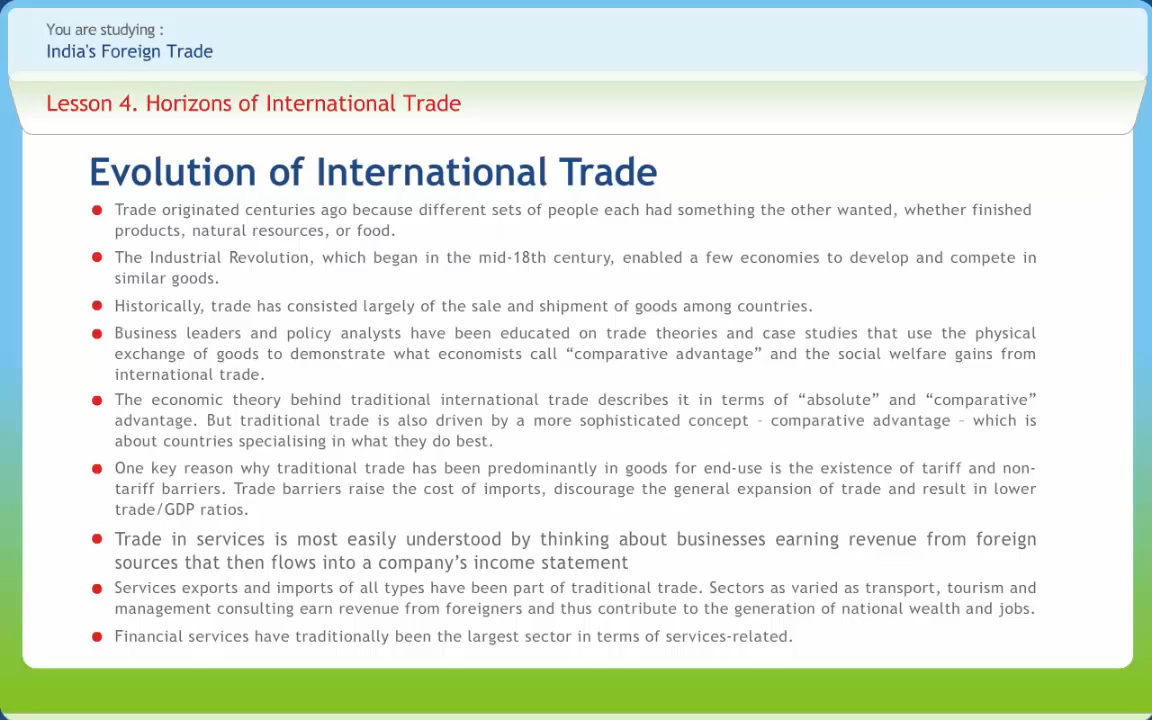 You are studying :
India's Foreign Trade
Lesson 4. Horizons of International Trade
Evolution of International Trade
Trade originated centuries ago because different sets of people each had something the other wanted, whether finished
products, natural resources, or food.
The Industrial Revolution, which began in the mid-18th century, enabled a few economies to develop and compete in
similar goods.
Historically, trade has consisted largely of the sale and shipment of goods among countries.
Business leaders and policy analysts have been educated on trade theories and case studies that use the physical
exchange of goods to demonstrate what economists call “comparative advantage” and the social welfare gains from
international trade.
The economic theory behind traditional international trade describes it in terms of “absolute” and “comparative”
advantage. But traditional trade is also driven by a more sophisticated concept – comparative advantage – which is
about countries specialising in what they do best.
One key reason why traditional trade has been predominantly in goods for end-use is the existence of tariff and non-
tariff barriers. Trade barriers raise the cost of imports, discourage the general expansion of trade and result in lower
trade/GDP ratios.
Trade in services is most easily understood by thinking about businesses earning revenue from foreign
sources that then flows into a company’s income statement
Services exports and imports of all types have been part of traditional trade. Sectors as varied as transport, tourism and
management consulting earn revenue from foreigners and thus contribute to the generation of national wealth and jobs.
Financial services have traditionally been the largest sector in terms of services-related.